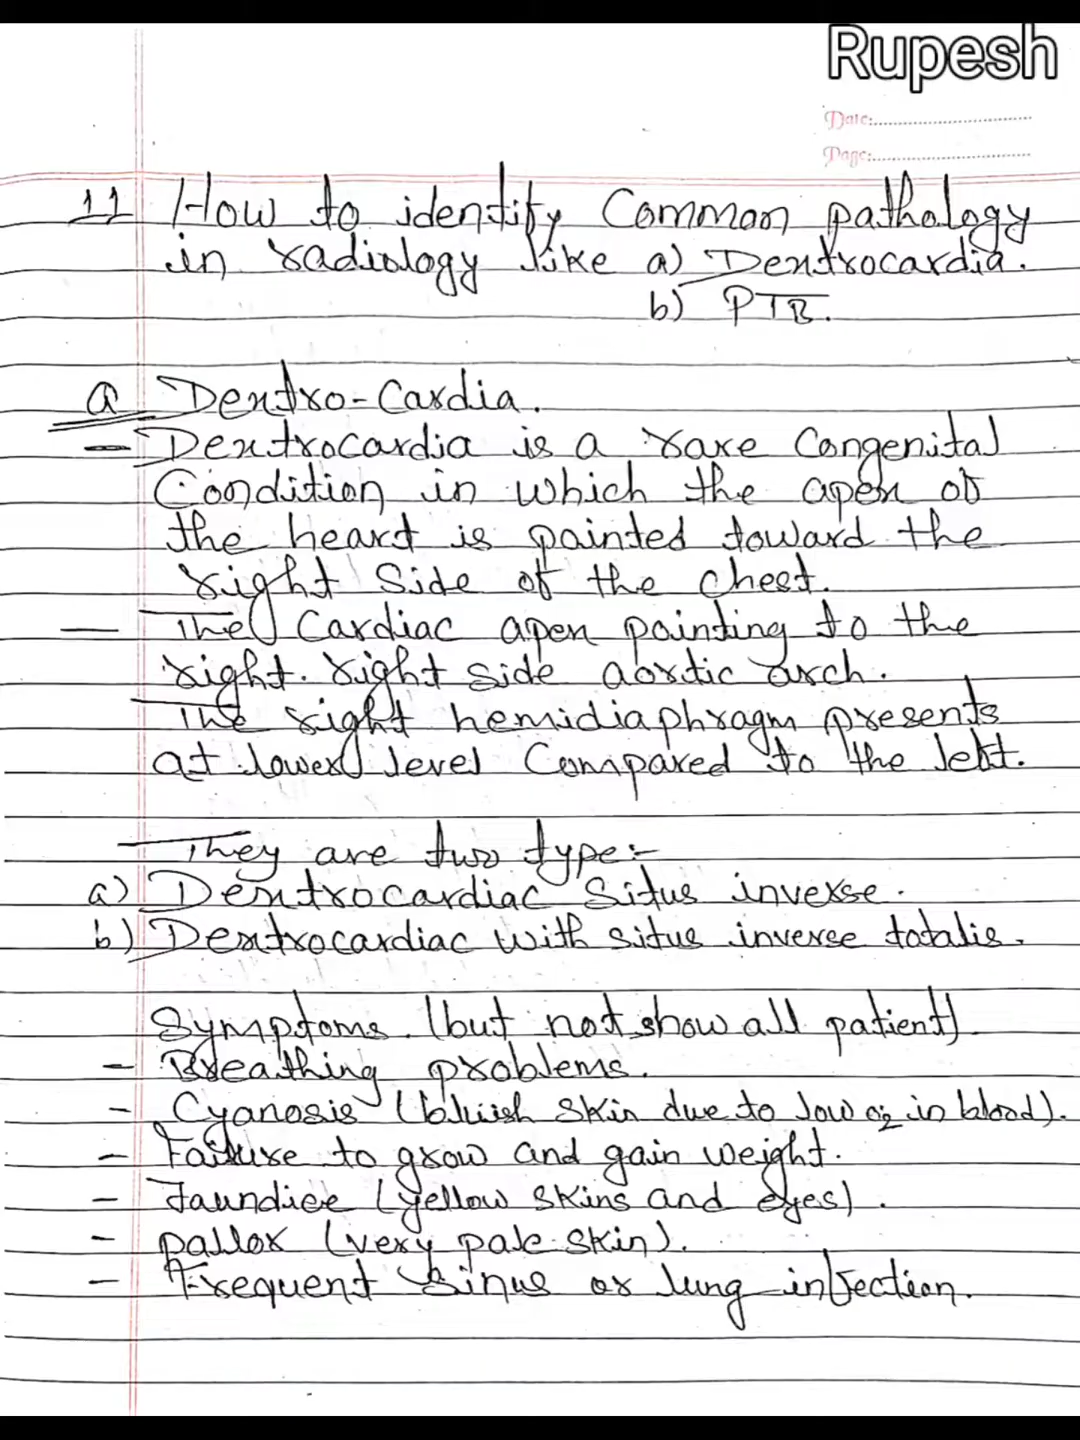 Rupesh
Date:
Page:
11 How to identify Common pathology
in radiology like a) Dextrocardia.
b) PTB.
a Dextro-Cardia.
- Dextrocardia is a rare Congenital
Condition in which the apex of
the heart is pointed toward the
right side of the chest.
- The Cardiac apex pointing to the
right. right side aortic arch.
The right hemidiaphragm presents
at lower level Compared to the left.
They are two type:-
a) Dextrocardiac Situs inverse.
b) Dextrocardiac with situs inverse totalis.
Symptoms. (but not show all patient)
- Breathing problems.
- Cyanosis (bluish skin due to low o2 in blood).
- Failure to grow and gain weight.
- Jaundice (yellow skins and eyes).
- pallor (very pale skin).
- Frequent Sinus or lung infection.